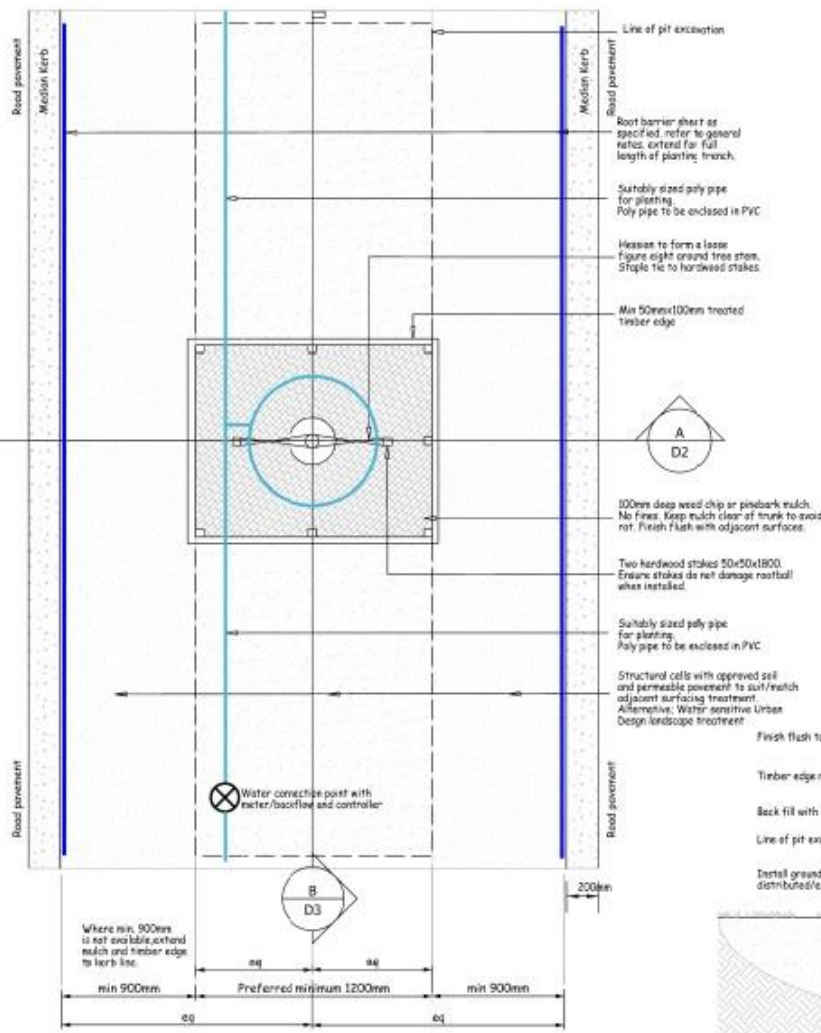 Road pavement
Median Kerb
Median Kerb
Road pavement
Line of pit excavation
Root barrier sheet as
specified. refer to general
notes. extend for full
length of planting trench.
Suitably sized poly pipe
for planting.
Poly pipe to be enclosed in PVC
Hessian to form a loose
figure eight around tree stem.
Staple tie to hardwood stakes.
Min 50mmx100mm treated
timber edge
A
D2
100mm deep wood chip or pinebark mulch.
No fines. Keep mulch clear of trunk to avoid
rot. Finish flush with adjacent surfaces.
Two hardwood stakes 50x50x1800.
Ensure stakes do not damage rootball
when installed.
Suitably sized poly pipe
for planting.
Poly pipe to be enclosed in PVC
Structural cells with approved soil
and permeable pavement to suit/match
adjacent surfacing treatment.
Alternative: Water sensitive Urban
Design landscape treatment
Finish flush to
Timber edge
Back fill with
Line of pit exc
Install ground
distributed/e
Road pavement
Water connection point with
meter/backflow and controller
Road pavement
B
D3
200mm
Where min. 900mm
is not available,extend
mulch and timber edge
to kerb line.
eq
eq
min 900mm
Preferred minimum 1200mm
min 900mm
eq
eq